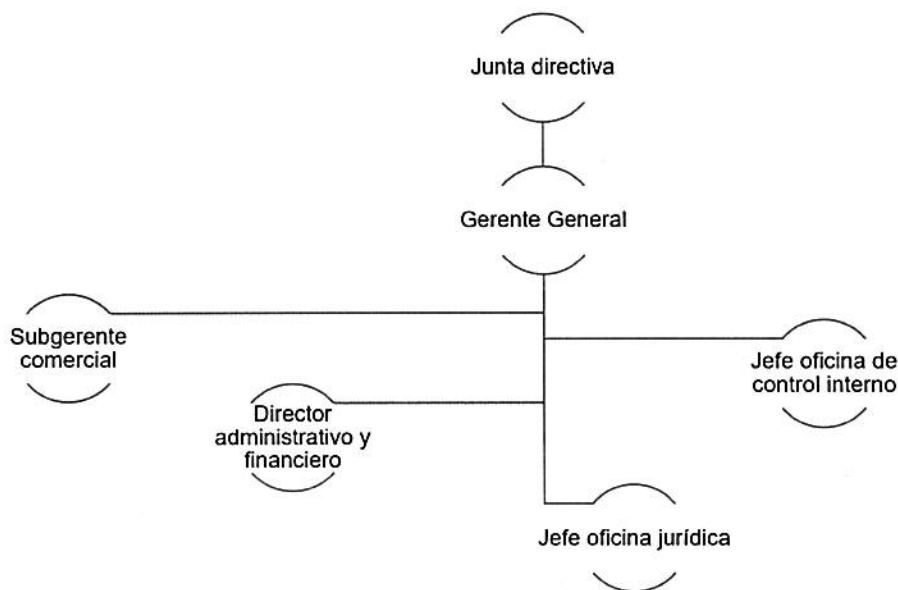 Junta directiva
Gerente General
Subgerente
comercial
Jefe oficina de
control interno
Director
administrativo y
financiero
Jefe oficina jurídica